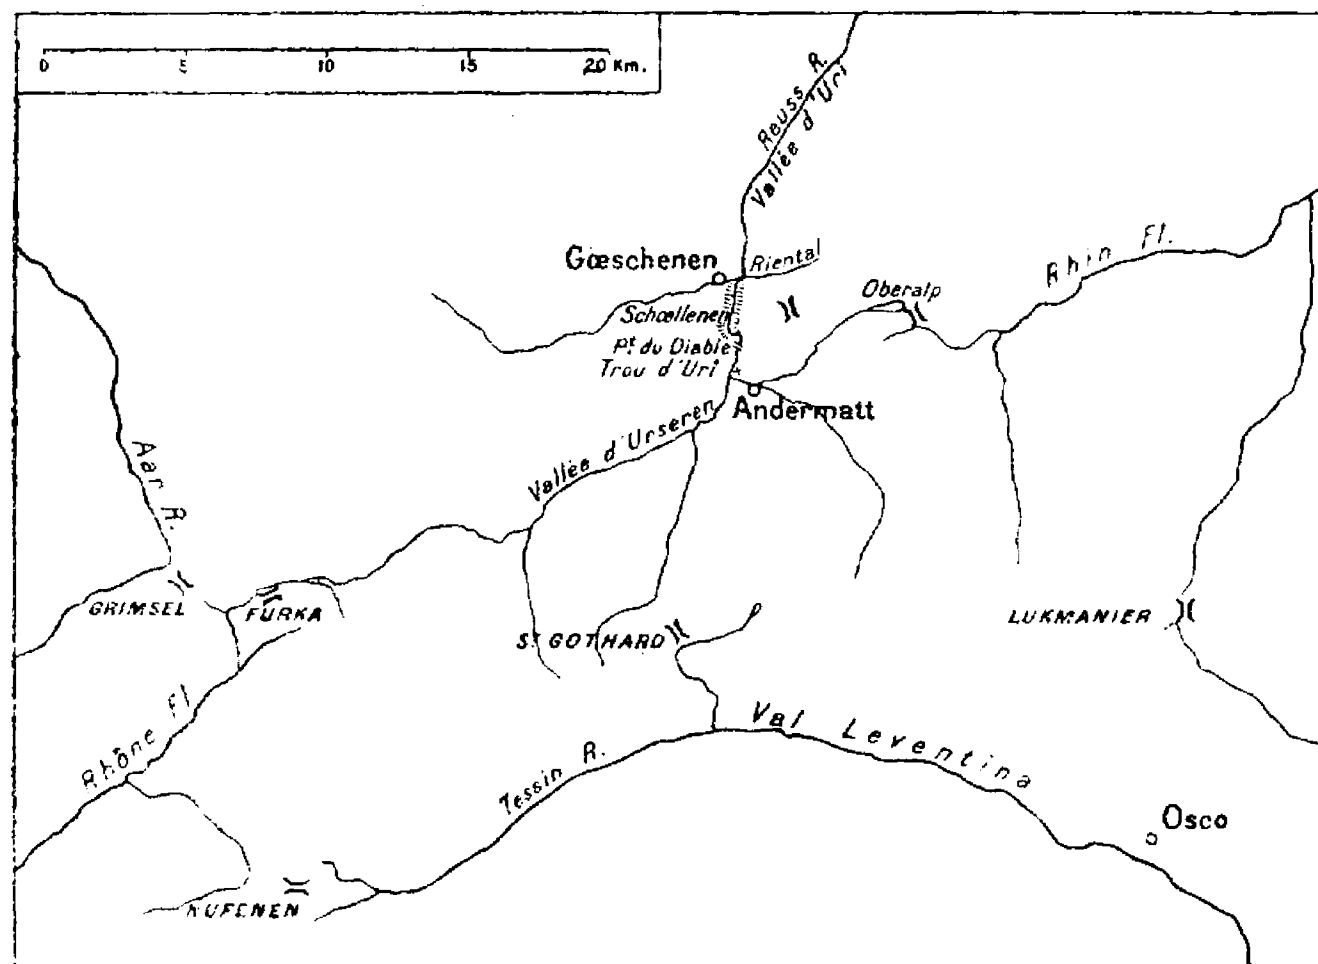 0 5 10 15 20 Km.
Reuss R.
Vallée d'Uri
Gœschenen
Riental
Rhin Fl.
Oberalp
Schœllenen
Pt. du Diable
Trou d'Uri
Andermatt
Vallée d'Urseren
Aar R.
GRIMSEL
FURKA
St GOTHARD
LUKMANIER
Rhône Fl.
Val Leventina
Tessin R.
Osco
NUFENEN